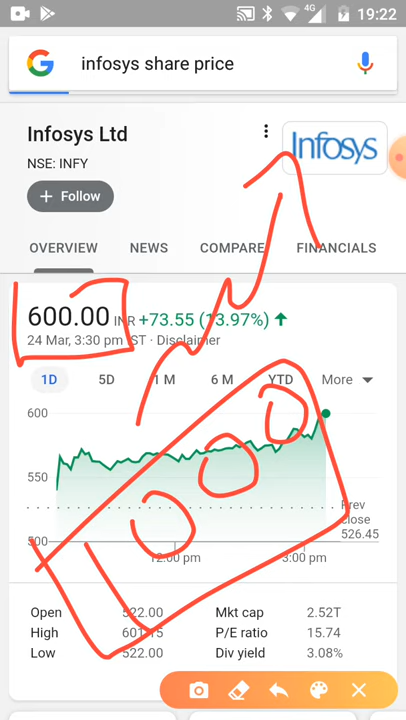 4G 19:22
infosys share price
Infosys Ltd
Infosys
NSE: INFY
+ Follow
OVERVIEW NEWS COMPARE FINANCIALS
600.00 INR +73.55 (13.97%)
24 Mar, 3:30 pm IST · Disclaimer
1D 5D 1 M 6 M YTD More
600
550
500
Prev
close
526.45
12:00 pm 3:00 pm
Open 522.00 Mkt cap 2.52T
High 601.15 P/E ratio 15.74
Low 522.00 Div yield 3.08%